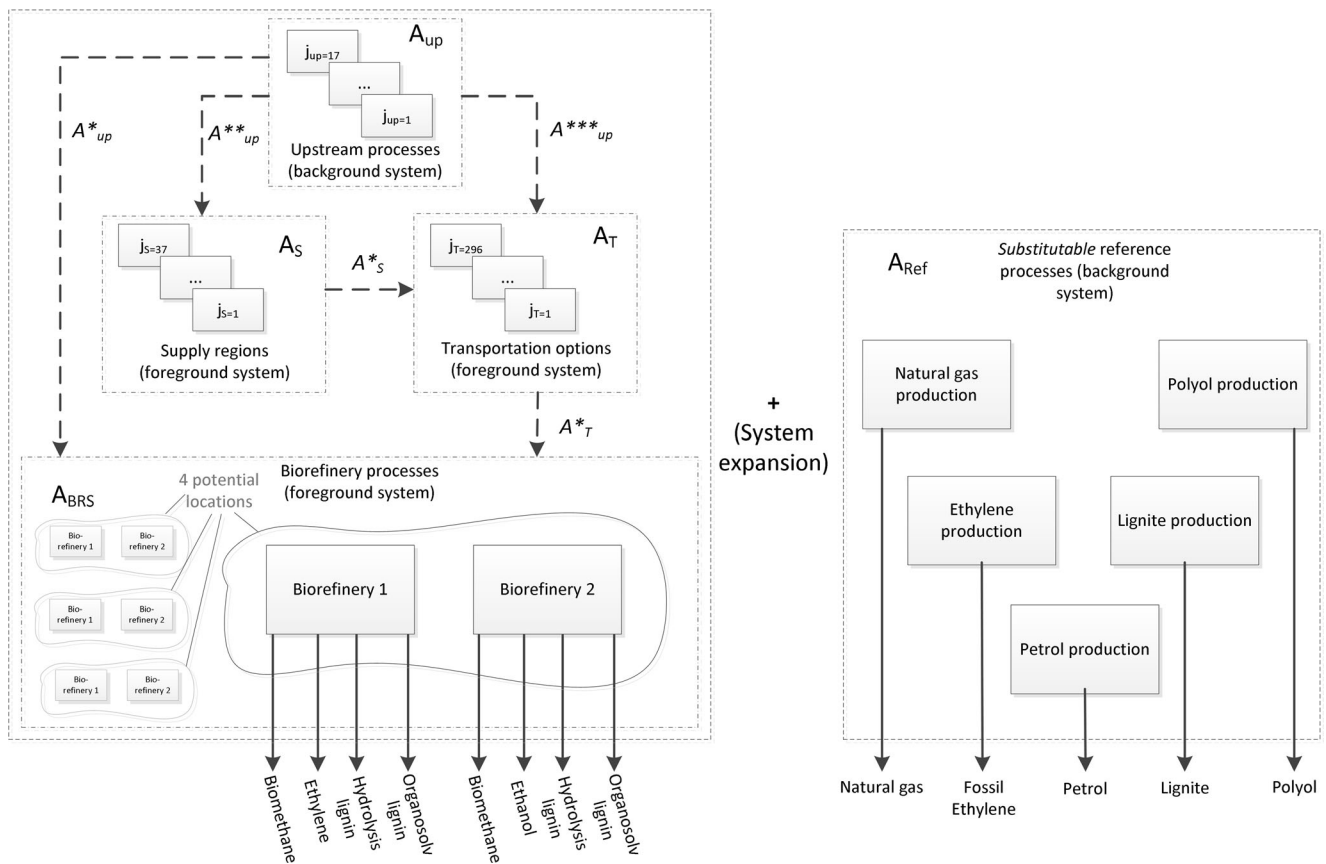 A_up
j_up=17
...
j_up=1
Upstream processes
(background system)
A*_up
A**_up
A***_up
A_S
j_S=37
...
j_S=1
Supply regions
(foreground system)
A*_S
A_T
j_T=296
...
j_T=1
Transportation options
(foreground system)
A*_T
Biorefinery processes
(foreground system)
A_BRS
4 potential
locations
Bio-
refinery 1
Bio-
refinery 2
Bio-
refinery 1
Bio-
refinery 2
Bio-
refinery 1
Bio-
refinery 2
Biorefinery 1
Biorefinery 2
Biomethane
Ethylene
Hydrolysis
lignin
Organosolv
lignin
Biomethane
Ethanol
Hydrolysis
lignin
Organosolv
lignin
+
(System
expansion)
A_Ref
Substitutable reference
processes (background
system)
Natural gas
production
Polyol production
Ethylene
production
Lignite production
Petrol production
Natural gas
Fossil
Ethylene
Petrol
Lignite
Polyol